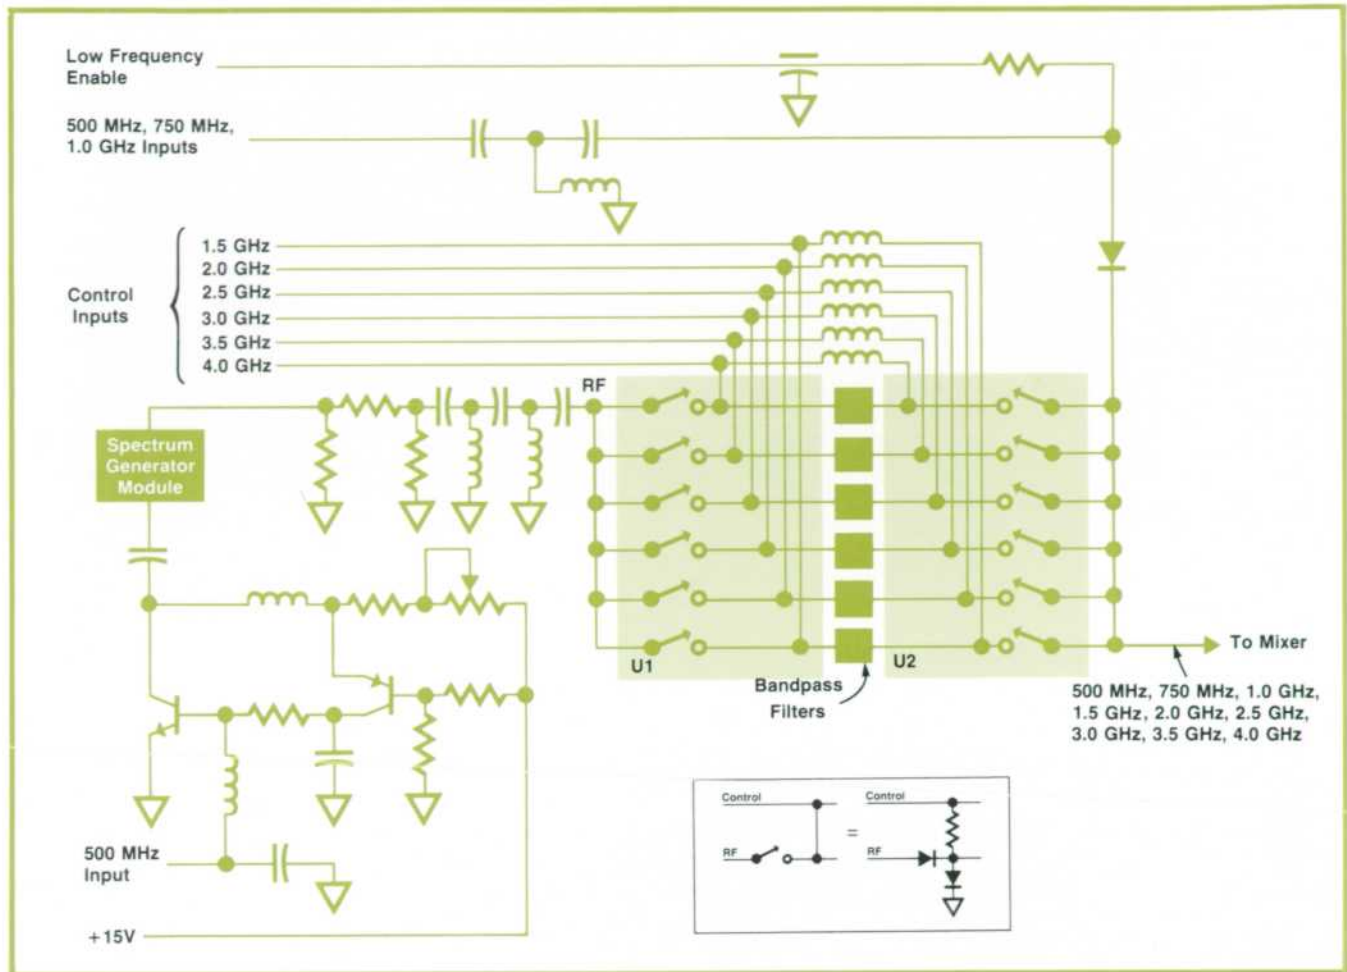 Low Frequency
Enable
500 MHz, 750 MHz,
1.0 GHz Inputs
Control
Inputs
1.5 GHz
2.0 GHz
2.5 GHz
3.0 GHz
3.5 GHz
4.0 GHz
RF
Spectrum
Generator
Module
U1
Bandpass
Filters
U2
To Mixer
500 MHz, 750 MHz, 1.0 GHz,
1.5 GHz, 2.0 GHz, 2.5 GHz,
3.0 GHz, 3.5 GHz, 4.0 GHz
500 MHz
Input
+15V
Control
RF
=
Control
RF